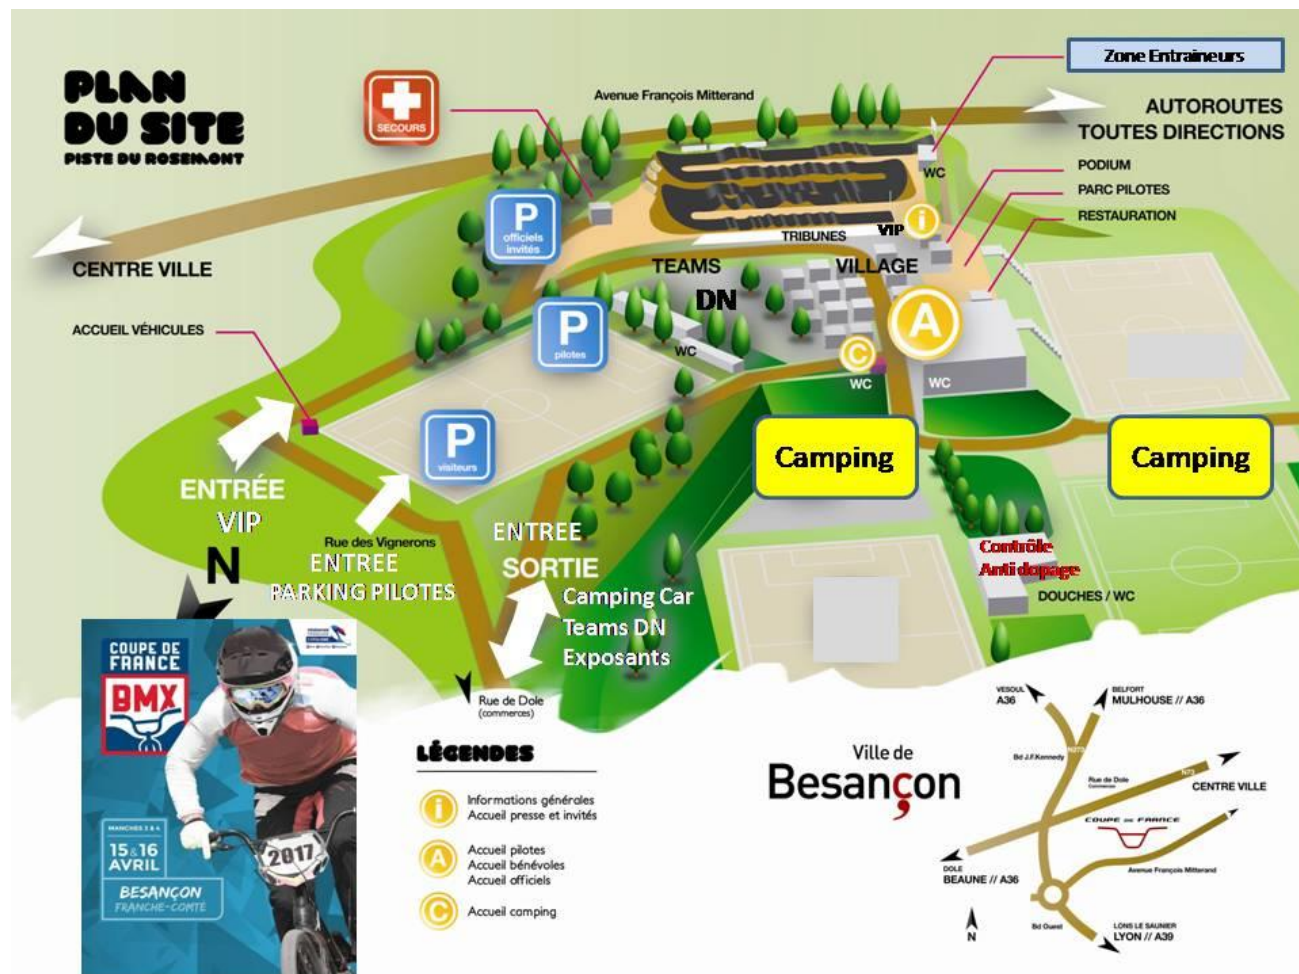 PLAN
DU SITE
PISTE DU ROSEMONT
SECOURS
Avenue François Mitterand
Zone Entraineurs
AUTOROUTES
TOUTES DIRECTIONS
PODIUM
PARC PILOTES
RESTAURATION
WC
P
officiels
invités
VIP
i
TRIBUNES
CENTRE VILLE
TEAMS
DN
VILLAGE
ACCUEIL VÉHICULES
P
pilotes
WC
A
C
WC
WC
P
visiteurs
Camping
Camping
ENTRÉE
VIP
N
Rue des Vignerons
ENTREE
PARKING PILOTES
ENTREE
SORTIE
Camping Car
Teams DN
Exposants
Contrôle
Anti dopage
DOUCHES / WC
Rue de Dole
(commerces)
COUPE DE
FRANCE
BMX
MANCHES 3 & 4
15 & 16
AVRIL
BESANÇON
FRANCHE-COMTÉ
2017
LÉGENDES
i
Informations générales
Accueil presse et invités
A
Accueil pilotes
Accueil bénévoles
Accueil officiels
C
Accueil camping
Ville de
Besançon
VESOUL
A36
BELFORT
MULHOUSE // A36
N273
Bd J.F.Kennedy
Rue de Dole
Commerces
N73
CENTRE VILLE
COUPE DE FRANCE
DOLE
BEAUNE // A36
Avenue François Mitterand
N
Bd Ouest
LONS LE SAUNIER
LYON // A39